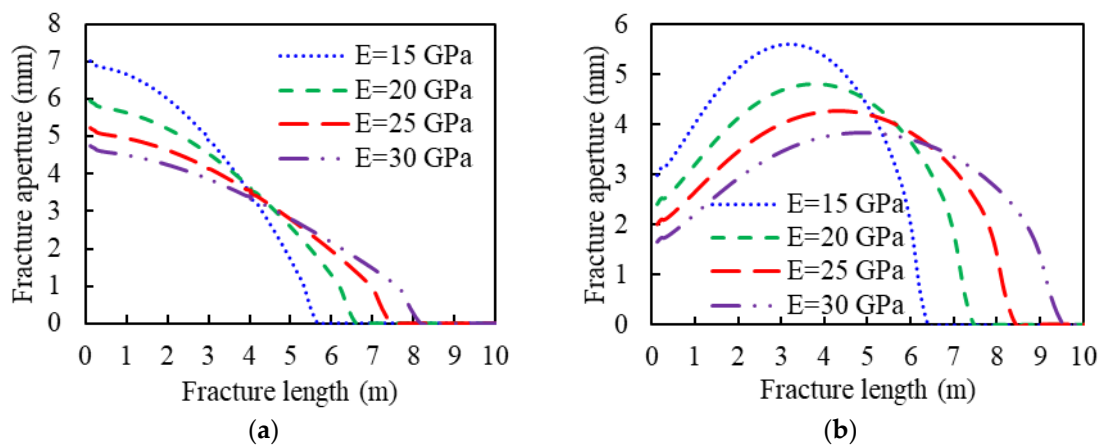 8
7
6
5
4
3
2
1
0
Fracture aperture (mm)
E=15 GPa
E=20 GPa
E=25 GPa
E=30 GPa
0 1 2 3 4 5 6 7 8 9 10
Fracture length (m)
(a)
6
5
4
3
2
1
0
Fracture aperture (mm)
E=15 GPa
E=20 GPa
E=25 GPa
E=30 GPa
0 1 2 3 4 5 6 7 8 9 10
Fracture length (m)
(b)